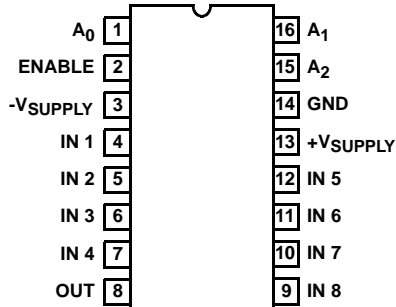 A0 1 16 A1
ENABLE 2 15 A2
-VSUPPLY 3 14 GND
IN 1 4 13 +VSUPPLY
IN 2 5 12 IN 5
IN 3 6 11 IN 6
IN 4 7 10 IN 7
OUT 8 9 IN 8